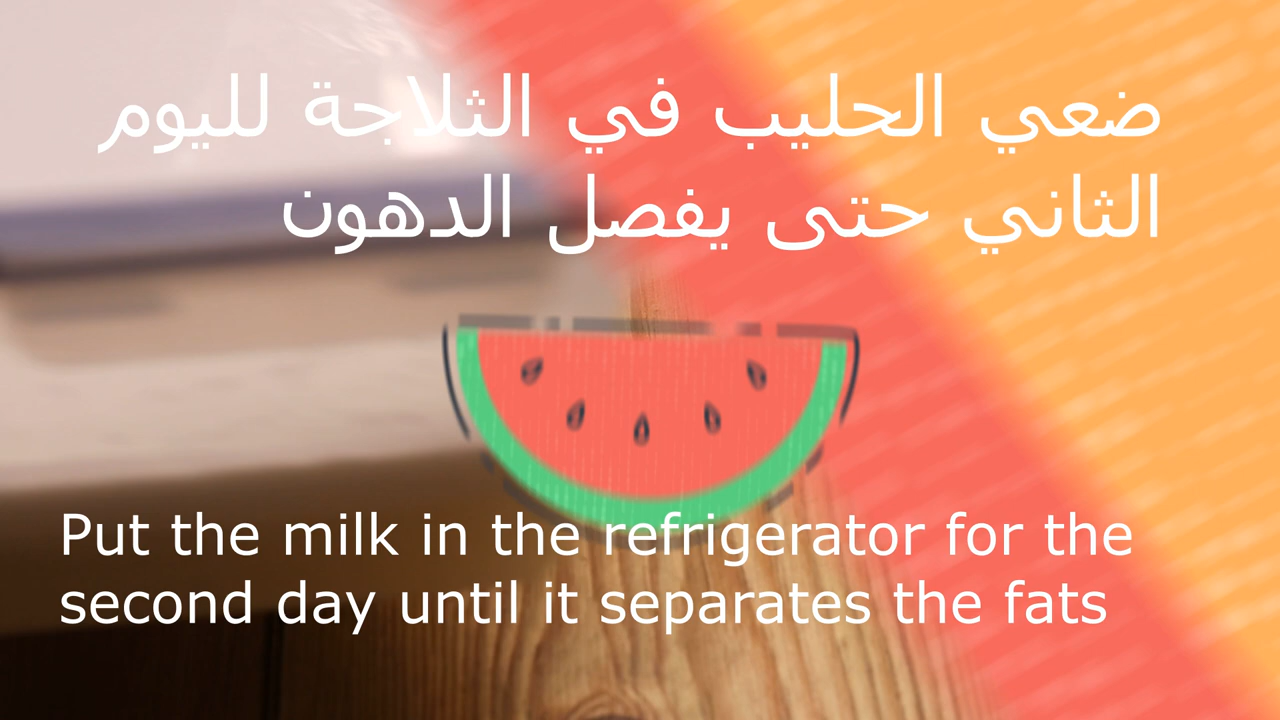 ضعي الحليب في الثلاجة لليوم
الثاني حتى يفصل الدهون
Put the milk in the refrigerator for the
second day until it separates the fats